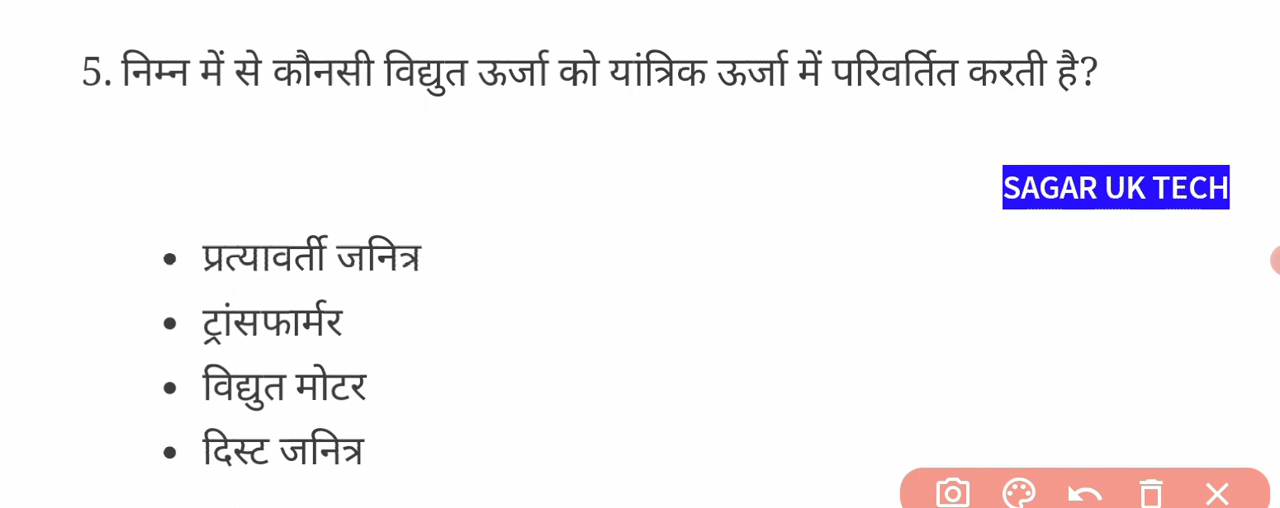 5. निम्न में से कौनसी विद्युत ऊर्जा को यांत्रिक ऊर्जा में परिवर्तित करती है?
SAGAR UK TECH
• प्रत्यावर्ती जनित्र
• ट्रांसफार्मर
• विद्युत मोटर
• दिस्ट जनित्र